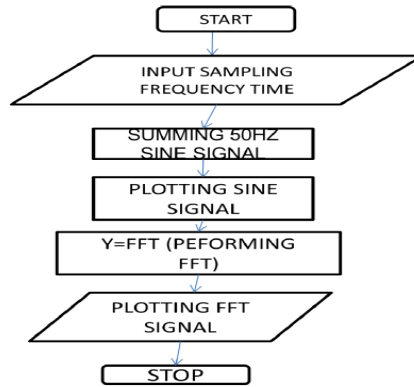 START
INPUT SAMPLING
FREQUENCY TIME
SUMMING 50HZ
SINE SIGNAL
PLOTTING SINE
SIGNAL
Y=FFT (PEFORMING
FFT)
PLOTTING FFT
SIGNAL
STOP